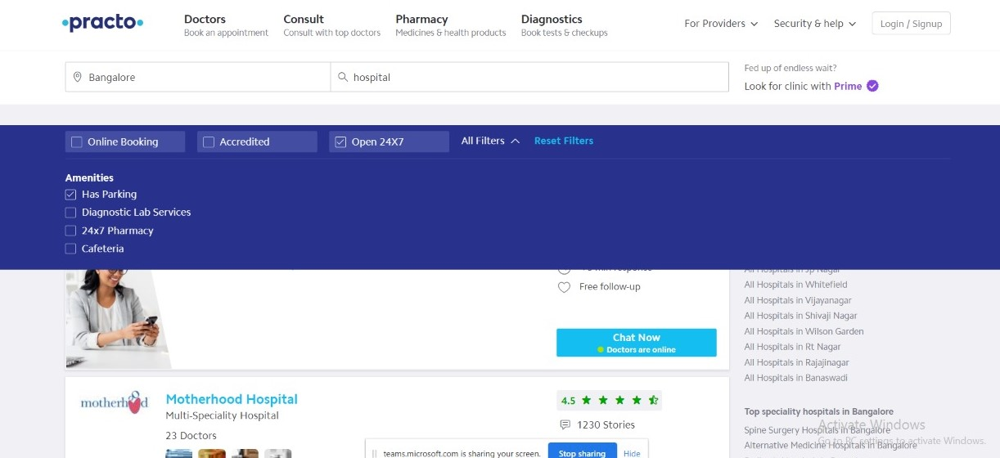 practo
Doctors
Book an appointment
Consult
Consult with top doctors
Pharmacy
Medicines & health products
Diagnostics
Book tests & checkups
For Providers
Security & help
Login / Signup
Bangalore
hospital
Fed up of endless wait?
Look for clinic with Prime
Online Booking
Accredited
Open 24X7
All Filters
Reset Filters
Amenities
Has Parking
Diagnostic Lab Services
24x7 Pharmacy
Cafeteria
Free follow-up
Chat Now
Doctors are online
All Hospitals in Jp Nagar
All Hospitals in Whitefield
All Hospitals in Vijayanagar
All Hospitals in Shivaji Nagar
All Hospitals in Wilson Garden
All Hospitals in Rt Nagar
All Hospitals in Rajajinagar
All Hospitals in Banaswadi
motherhood
Motherhood Hospital
Multi-Speciality Hospital
23 Doctors
4.5
1230 Stories
Top speciality hospitals in Bangalore
Spine Surgery Hospitals in Bangalore
Alternative Medicine Hospitals in Bangalore
Activate Windows
Go to PC settings to activate Windows.
teams.microsoft.com is sharing your screen.
Stop sharing
Hide